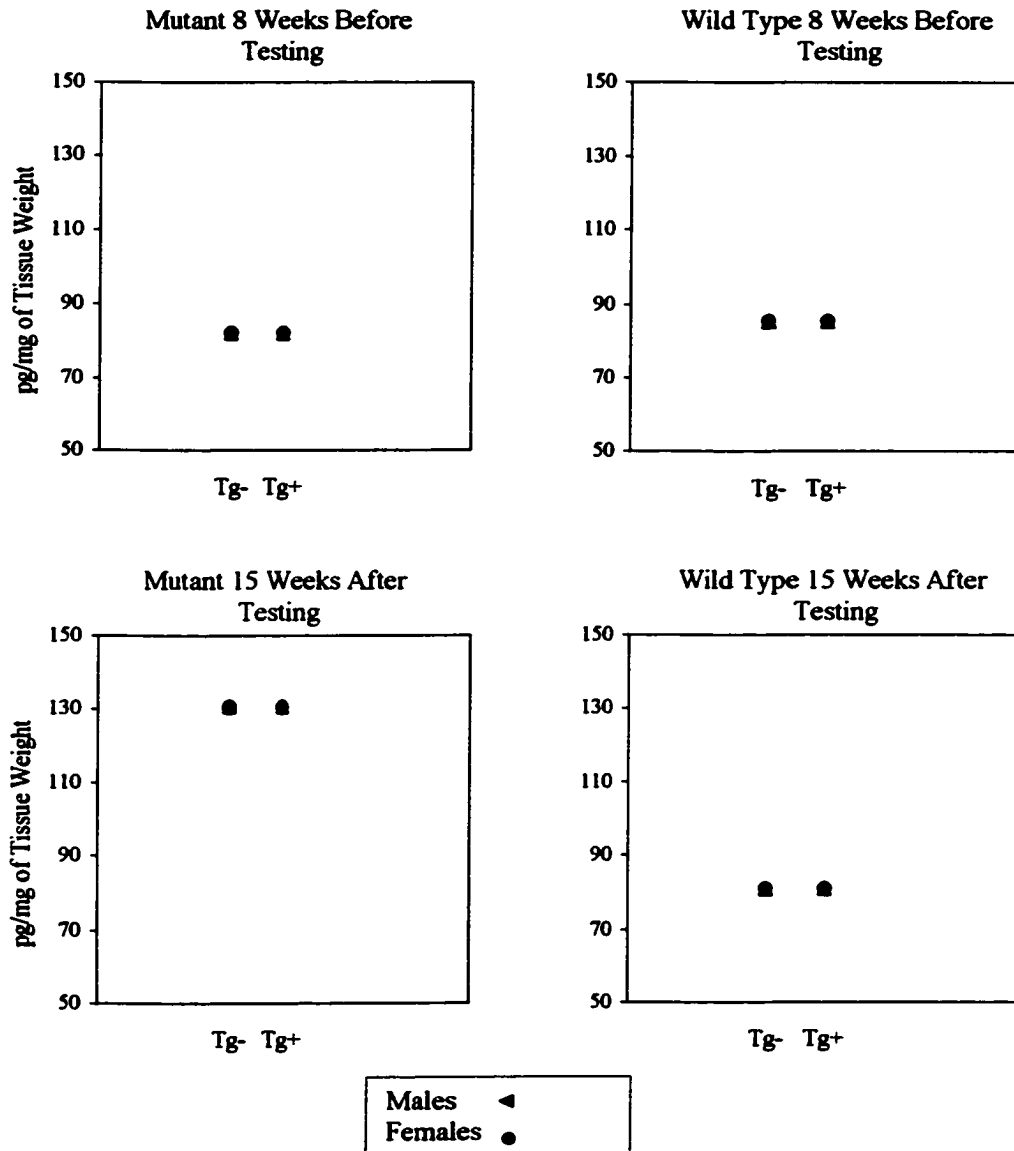 Mutant 8 Weeks Before
Testing
150
130
110
90
70
50
pg/mg of Tissue Weight
Tg- Tg+
Wild Type 8 Weeks Before
Testing
150
130
110
90
70
50
Tg- Tg+
Mutant 15 Weeks After
Testing
150
130
110
90
70
50
pg/mg of Tissue Weight
Tg- Tg+
Wild Type 15 Weeks After
Testing
150
130
110
90
70
50
Tg- Tg+
Males
Females